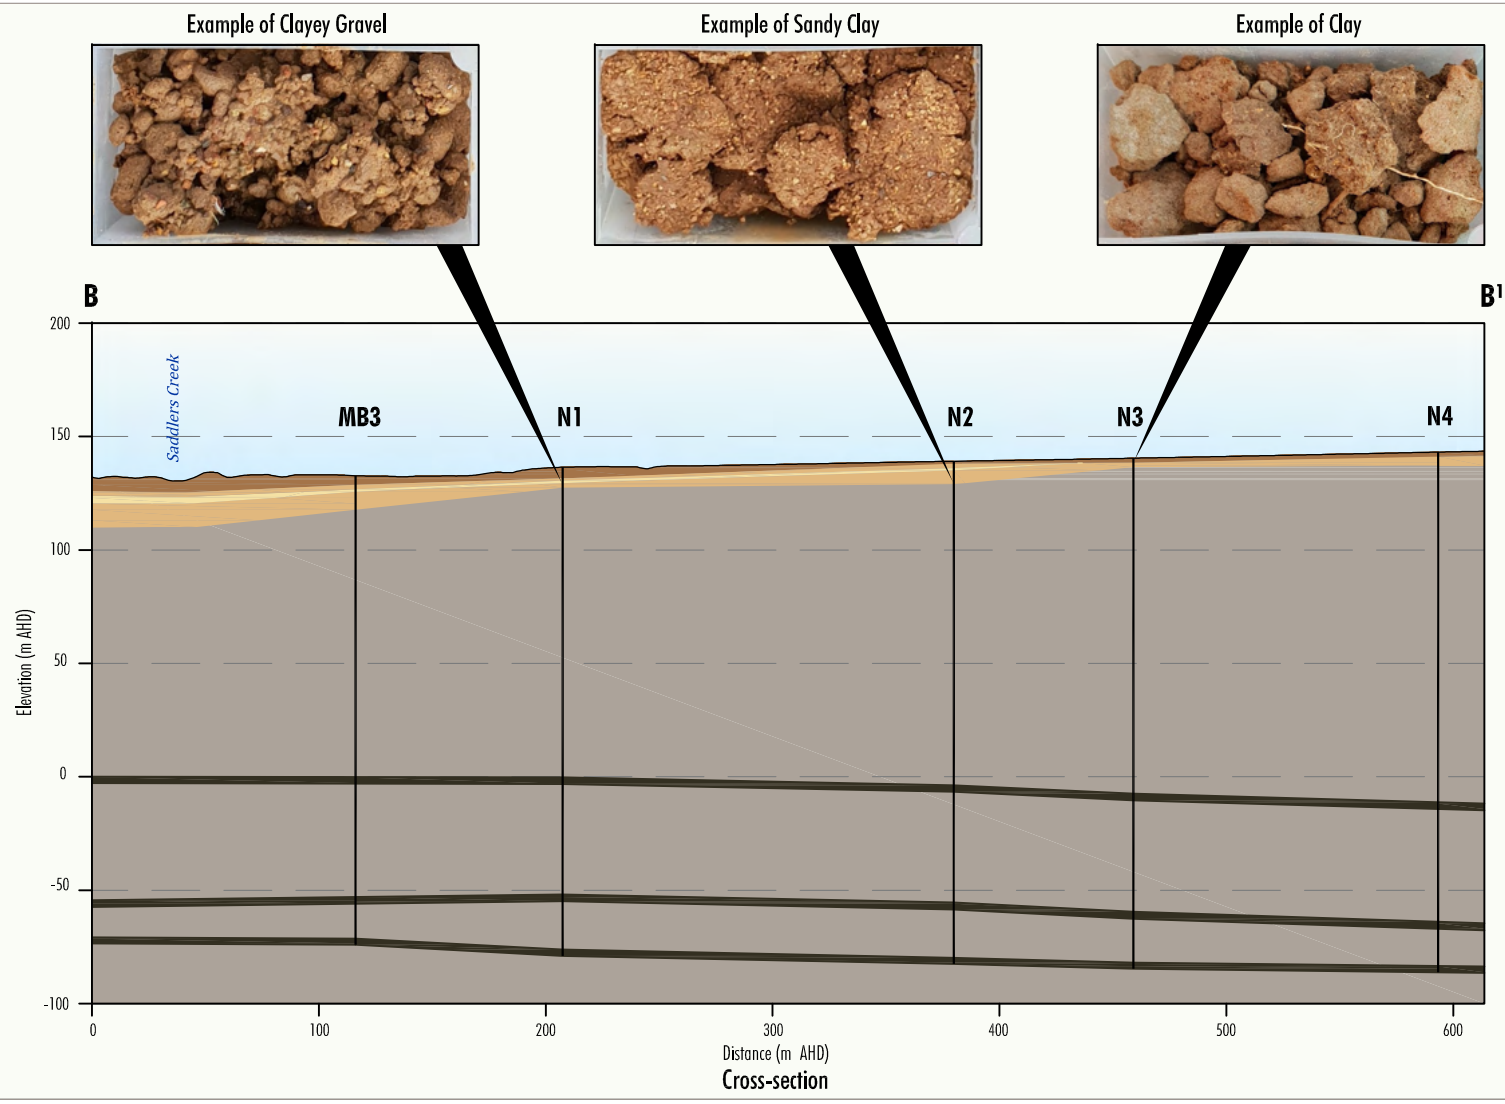 Example of Clayey Gravel
Example of Sandy Clay
Example of Clay
B
B¹
200
150
100
50
0
-50
-100
Elevation (m AHD)
Saddlers Creek
MB3
N1
N2
N3
N4
0
100
200
300
400
500
600
Distance (m AHD)
Cross-section